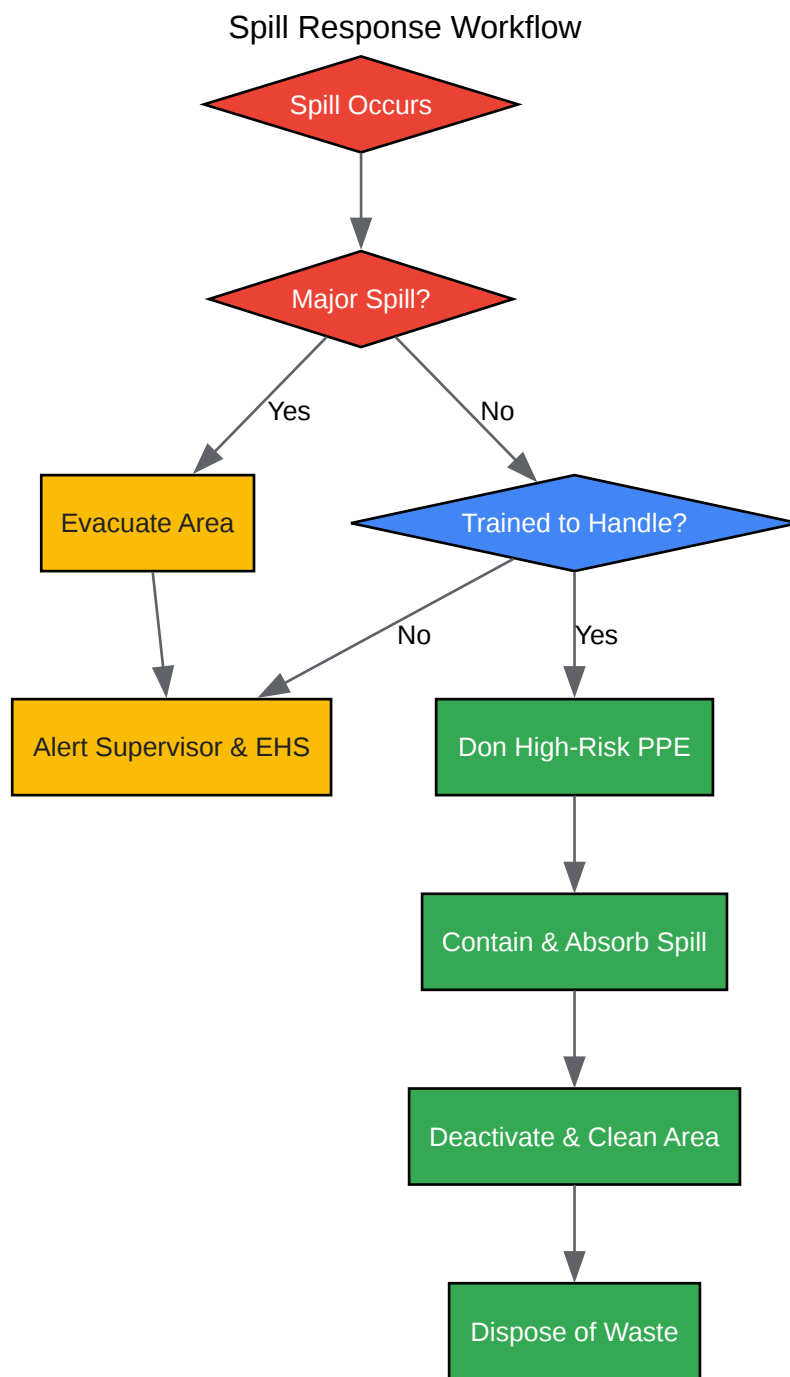 Spill Response Workflow
Spill Occurs
Major Spill?
Yes
No
Evacuate Area
Trained to Handle?
No
Yes
Alert Supervisor & EHS
Don High-Risk PPE
Contain & Absorb Spill
Deactivate & Clean Area
Dispose of Waste